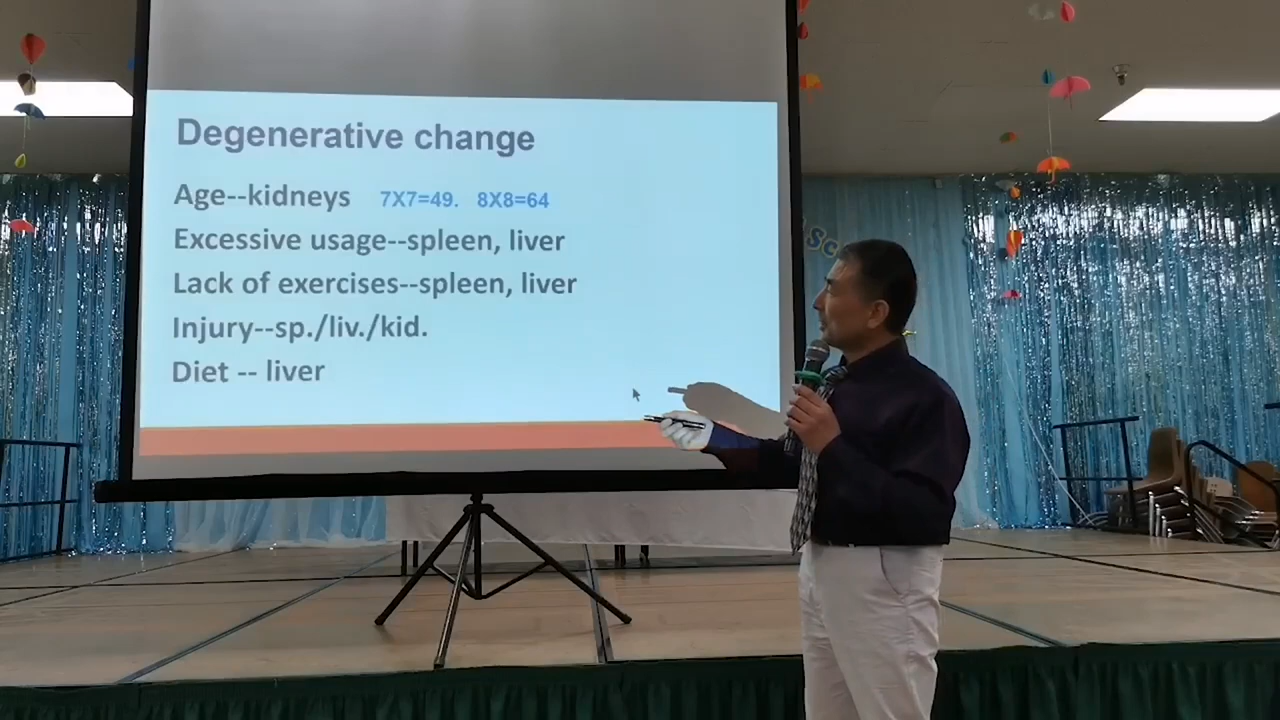 Degenerative change
Age--kidneys 7X7=49. 8X8=64
Excessive usage--spleen, liver
Lack of exercises--spleen, liver
Injury--sp./liv./kid.
Diet -- liver